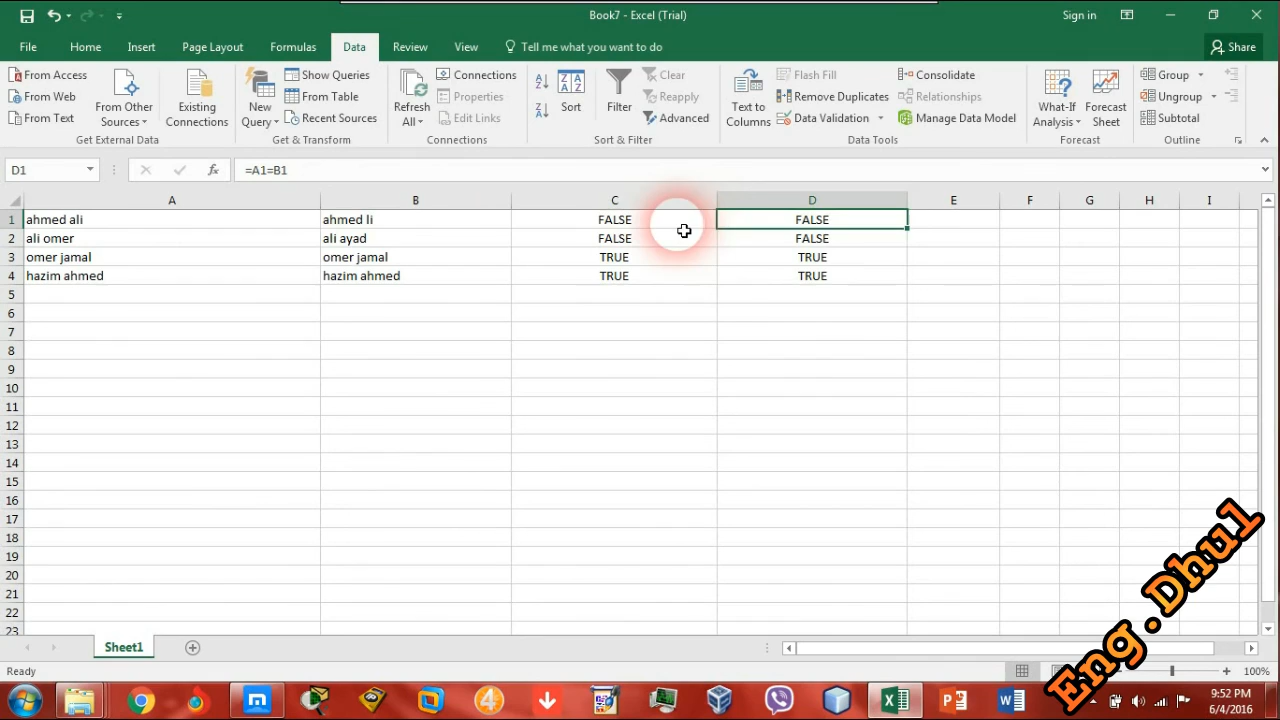 Book7 - Excel (Trial)
Sign in
File Home Insert Page Layout Formulas Data Review View Tell me what you want to do Share
From Access
From Web
From Text
From Other Sources
Existing Connections
Get External Data
New Query
Show Queries
From Table
Recent Sources
Get & Transform
Refresh All
Connections
Properties
Edit Links
Connections
Sort
Filter
Clear
Reapply
Advanced
Sort & Filter
Text to Columns
Flash Fill
Remove Duplicates
Data Validation
Consolidate
Relationships
Manage Data Model
Data Tools
What-If Analysis
Forecast Sheet
Forecast
Group
Ungroup
Subtotal
Outline
D1 fx =A1=B1
A B C D E F G H I
1 ahmed ali ahmed li FALSE FALSE
2 ali omer ali ayad FALSE FALSE
3 omer jamal omer jamal TRUE TRUE
4 hazim ahmed hazim ahmed TRUE TRUE
5
6
7
8
9
10
11
12
13
14
15
16
17
18
19
20
21
22
23
Sheet1
Ready
100%
Eng.Dhul
9:52 PM
6/4/2016